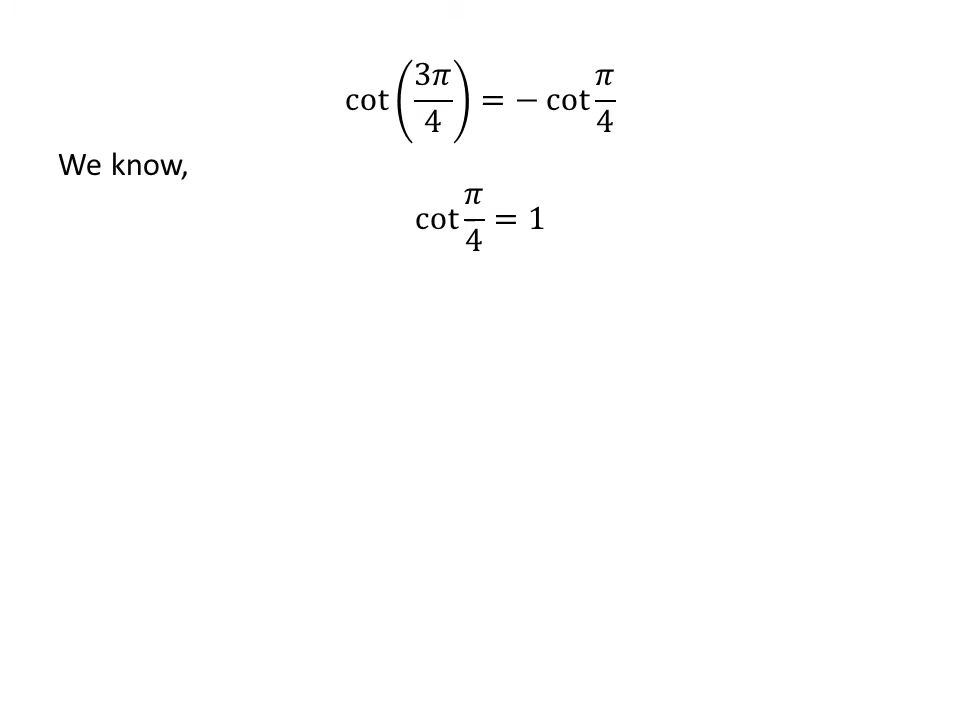 cot(3π/4) = − cot π/4
We know,
cot π/4 = 1